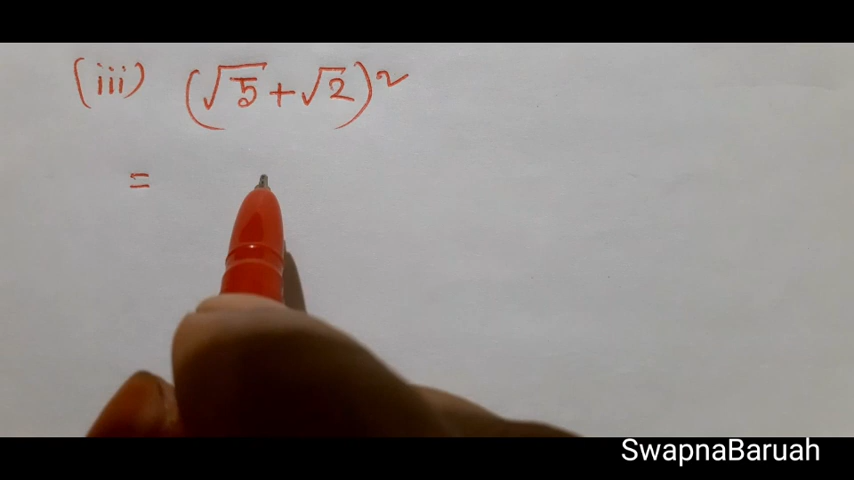 (iii) (√5+√2)²
=
SwapnaBaruah